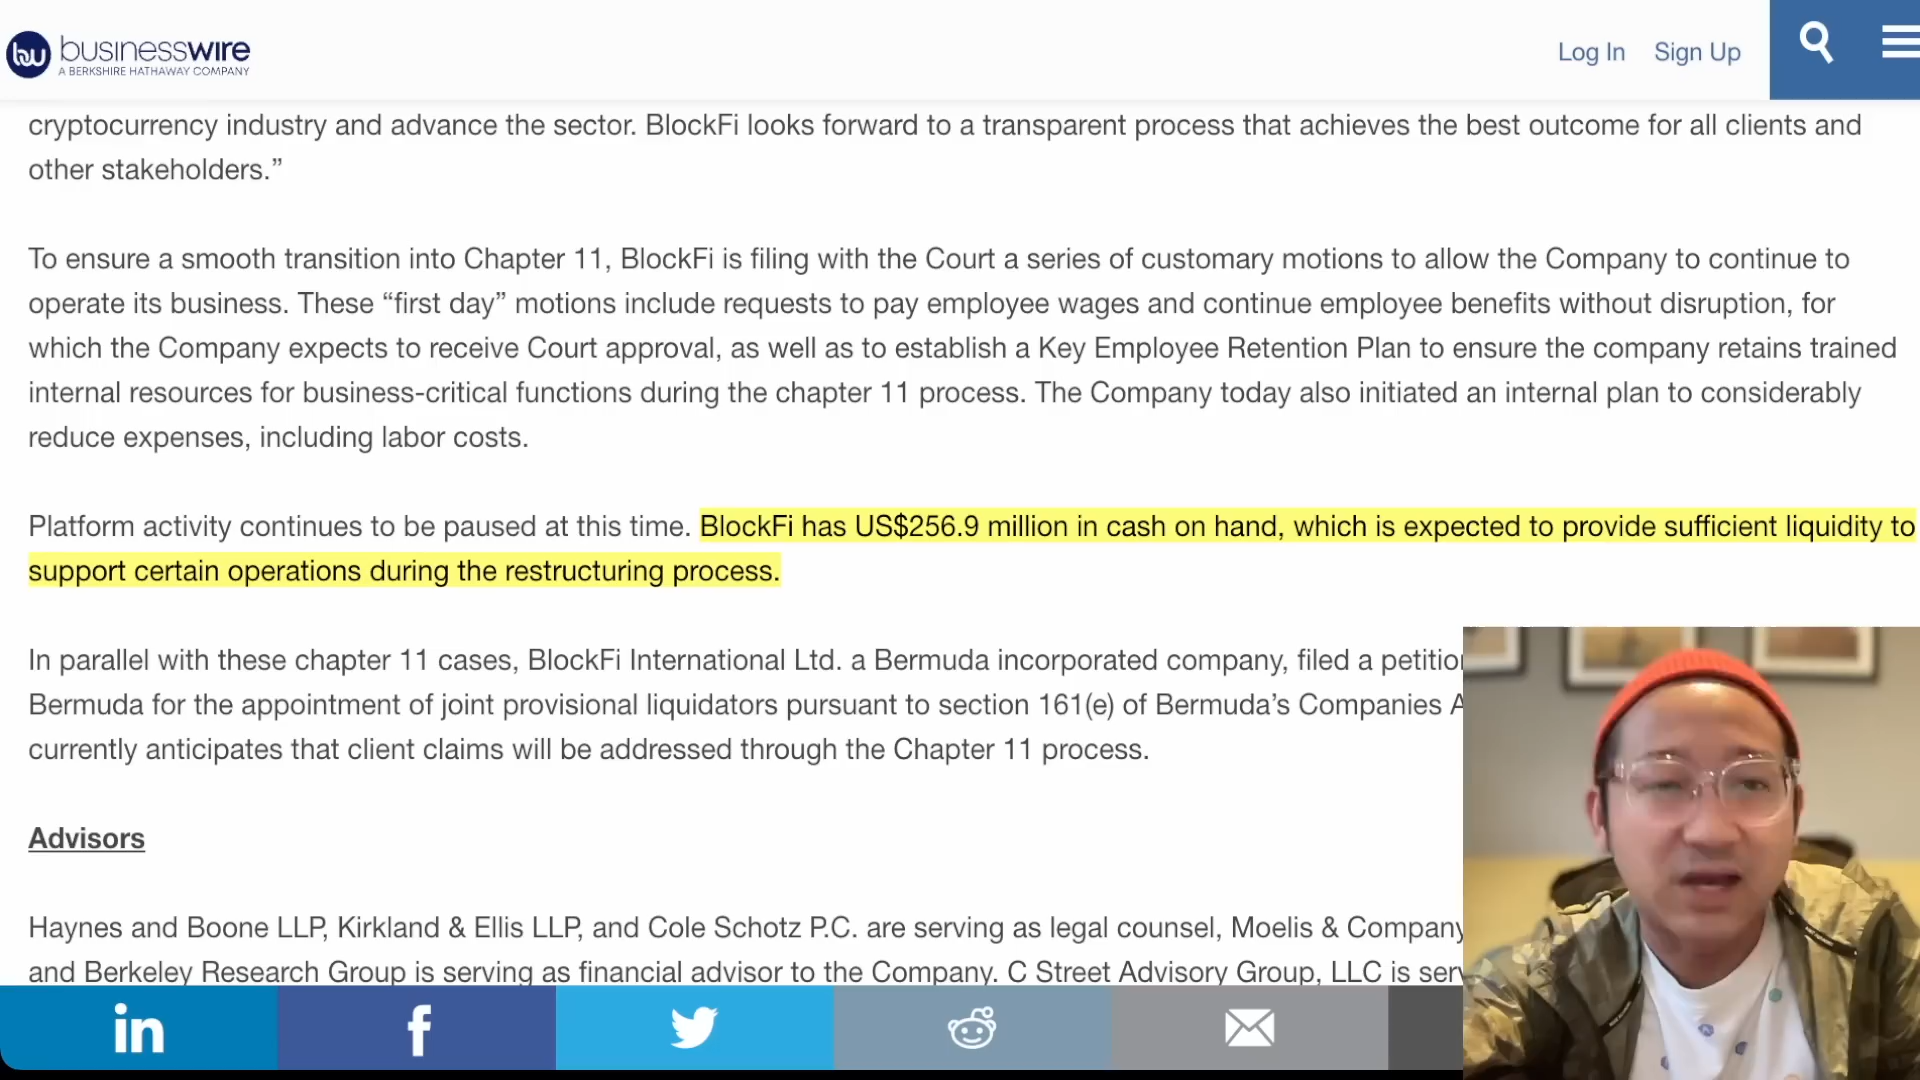 bw businesswire
A BERKSHIRE HATHAWAY COMPANY
Log In Sign Up
cryptocurrency industry and advance the sector. BlockFi looks forward to a transparent process that achieves the best outcome for all clients and
other stakeholders.”
To ensure a smooth transition into Chapter 11, BlockFi is filing with the Court a series of customary motions to allow the Company to continue to
operate its business. These “first day” motions include requests to pay employee wages and continue employee benefits without disruption, for
which the Company expects to receive Court approval, as well as to establish a Key Employee Retention Plan to ensure the company retains trained
internal resources for business-critical functions during the chapter 11 process. The Company today also initiated an internal plan to considerably
reduce expenses, including labor costs.
Platform activity continues to be paused at this time. BlockFi has US$256.9 million in cash on hand, which is expected to provide sufficient liquidity to
support certain operations during the restructuring process.
In parallel with these chapter 11 cases, BlockFi International Ltd. a Bermuda incorporated company, filed a
Bermuda for the appointment of joint provisional liquidators pursuant to section 161(e) of Bermuda’s Companies
currently anticipates that client claims will be addressed through the Chapter 11 process.
Advisors
Haynes and Boone LLP, Kirkland & Ellis LLP, and Cole Schotz P.C. are serving as legal counsel, Moelis & Company
and Berkeley Research Group is serving as financial advisor to the Company. C Street Advisory Group, LLC is
in f